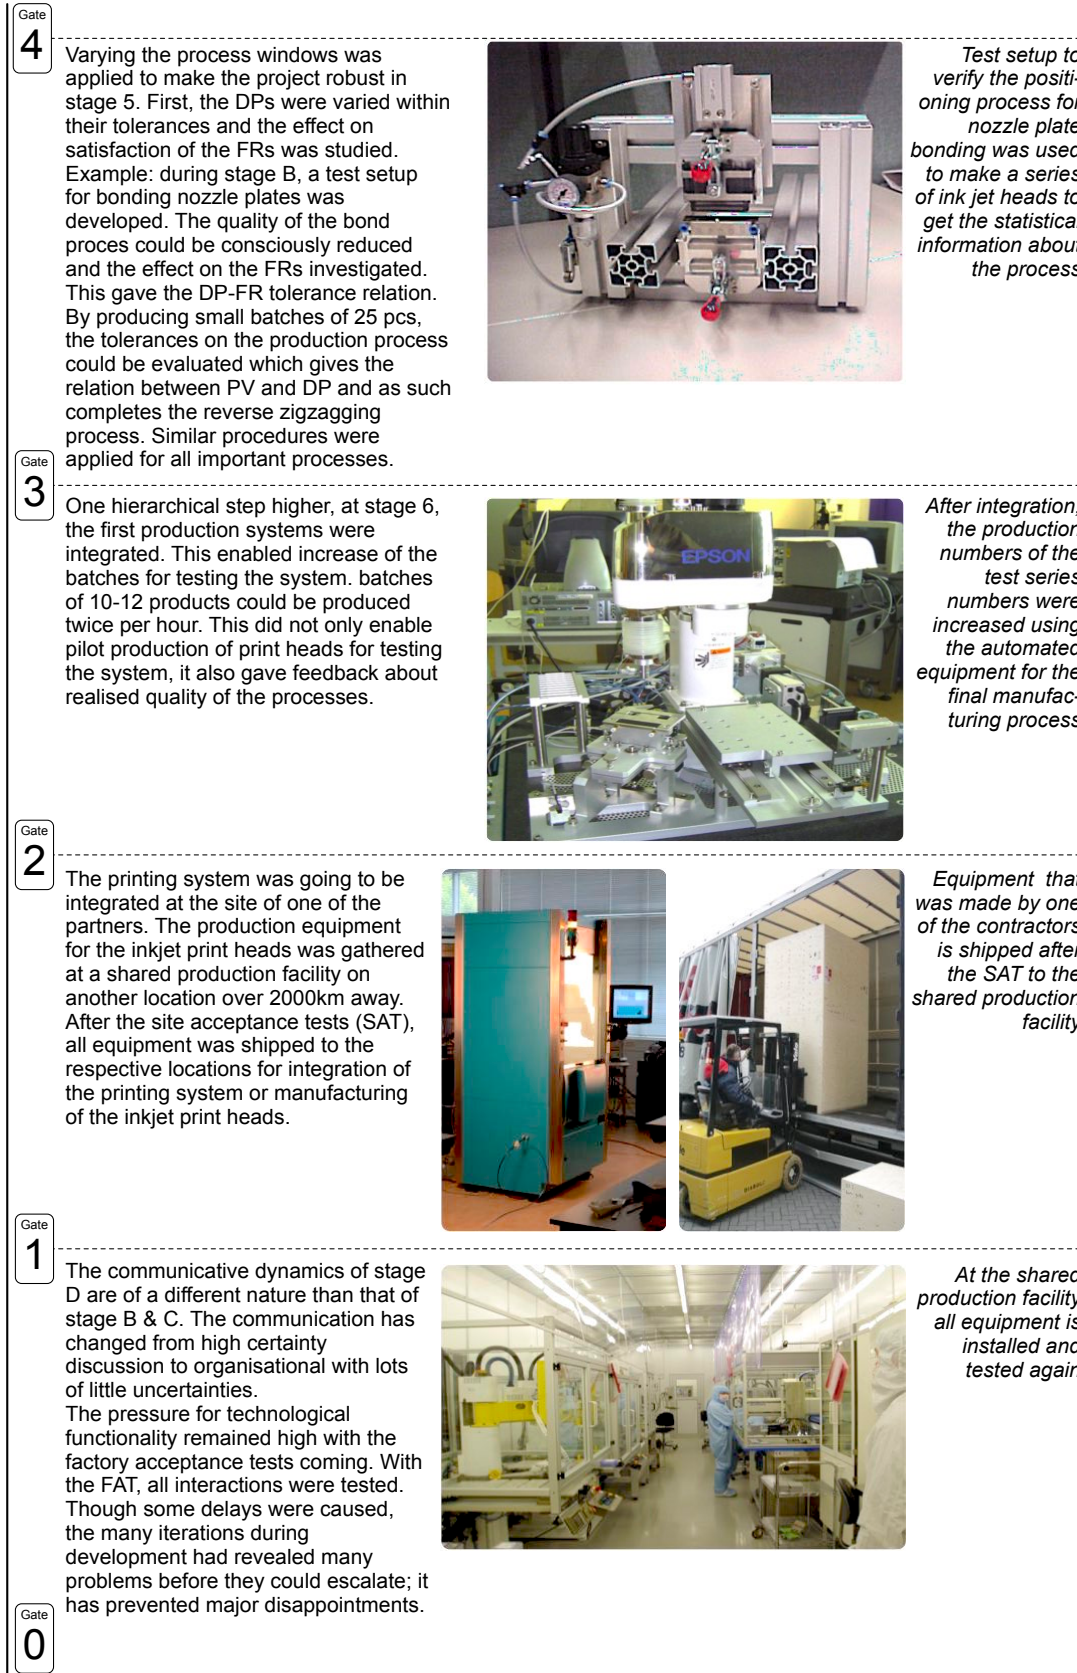 Gate
4
Varying the process windows was
applied to make the project robust in
stage 5. First, the DPs were varied within
their tolerances and the effect on
satisfaction of the FRs was studied.
Example: during stage B, a test setup
for bonding nozzle plates was
developed. The quality of the bond
proces could be consciously reduced
and the effect on the FRs investigated.
This gave the DP-FR tolerance relation.
By producing small batches of 25 pcs,
the tolerances on the production process
could be evaluated which gives the
relation between PV and DP and as such
completes the reverse zigzagging
process. Similar procedures were
applied for all important processes.
Test setup to
verify the positi-
oning process for
nozzle plate
bonding was used
to make a series
of ink jet heads to
get the statistical
information about
the process
Gate
3
One hierarchical step higher, at stage 6,
the first production systems were
integrated. This enabled increase of the
batches for testing the system. batches
of 10-12 products could be produced
twice per hour. This did not only enable
pilot production of print heads for testing
the system, it also gave feedback about
realised quality of the processes.
EPSON
After integration,
the production
numbers of the
test series
numbers were
increased using
the automated
equipment for the
final manufac-
turing process
Gate
2
The printing system was going to be
integrated at the site of one of the
partners. The production equipment
for the inkjet print heads was gathered
at a shared production facility on
another location over 2000km away.
After the site acceptance tests (SAT),
all equipment was shipped to the
respective locations for integration of
the printing system or manufacturing
of the inkjet print heads.
Equipment that
was made by one
of the contractors
is shipped after
the SAT to the
shared production
facility
Gate
1
The communicative dynamics of stage
D are of a different nature than that of
stage B & C. The communication has
changed from high certainty
discussion to organisational with lots
of little uncertainties.
The pressure for technological
functionality remained high with the
factory acceptance tests coming. With
the FAT, all interactions were tested.
Though some delays were caused,
the many iterations during
development had revealed many
problems before they could escalate; it
has prevented major disappointments.
At the shared
production facility
all equipment is
installed and
tested again
Gate
0